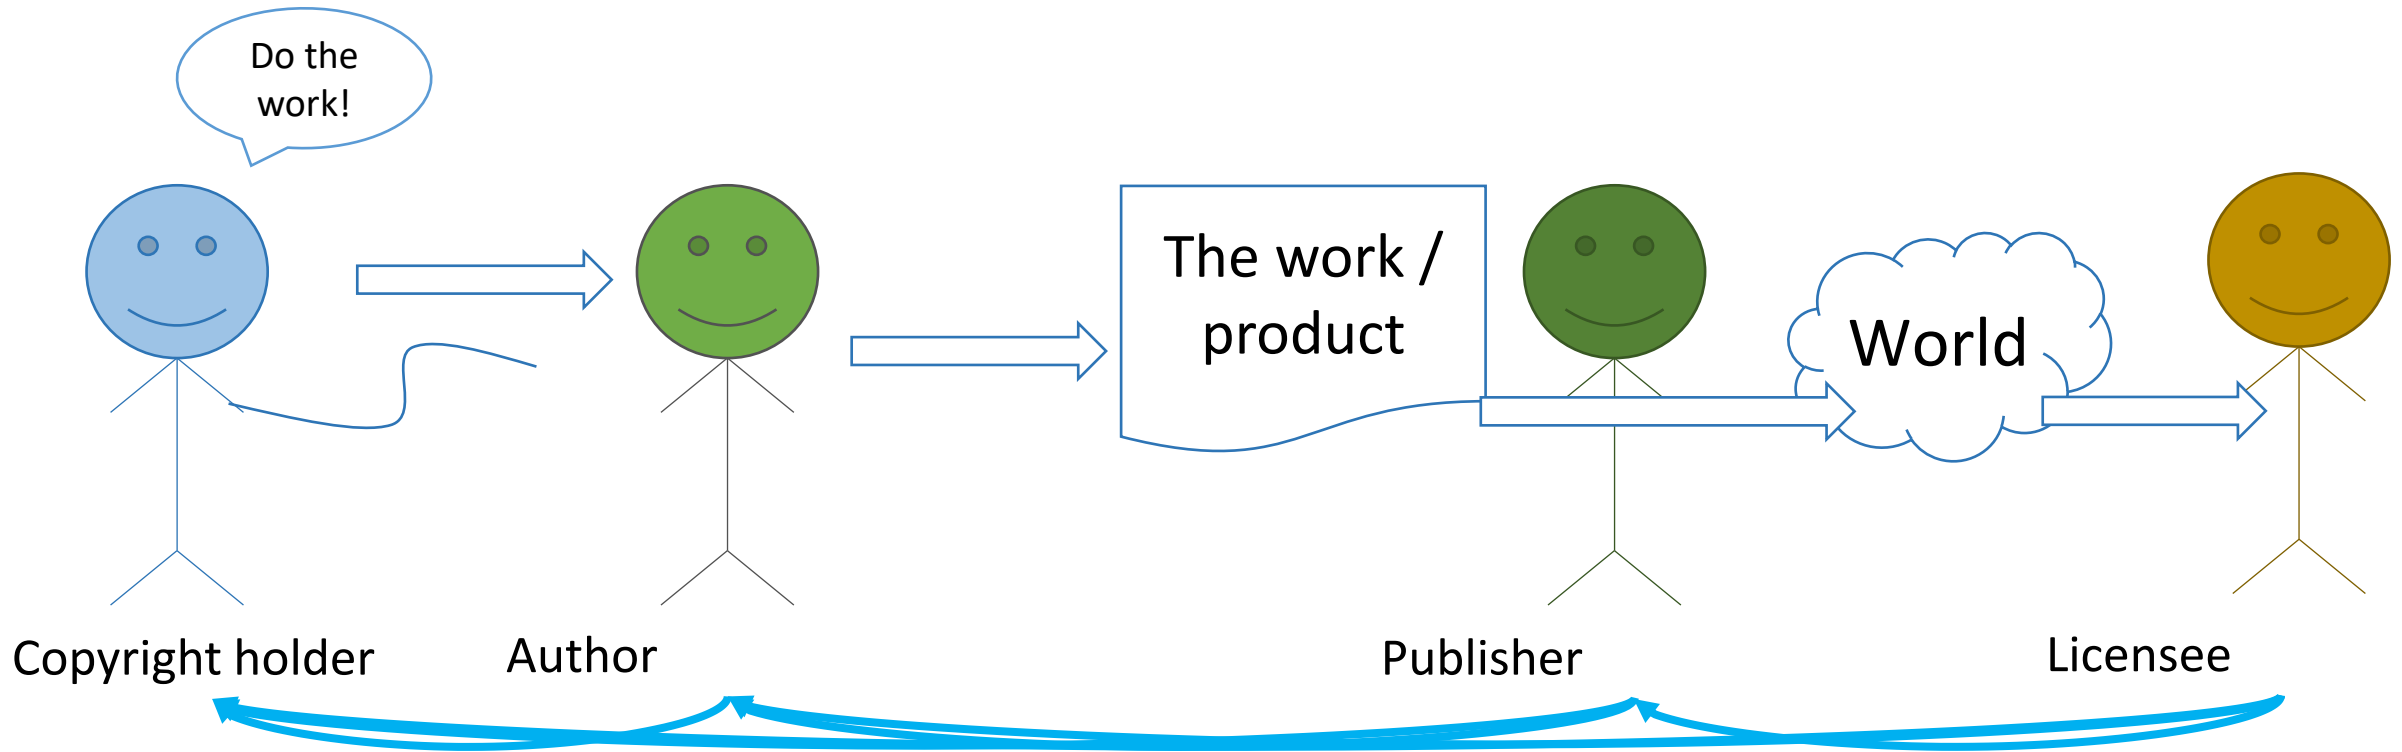 Do the
work!
The work /
product
World
Copyright holder
Author
Publisher
Licensee